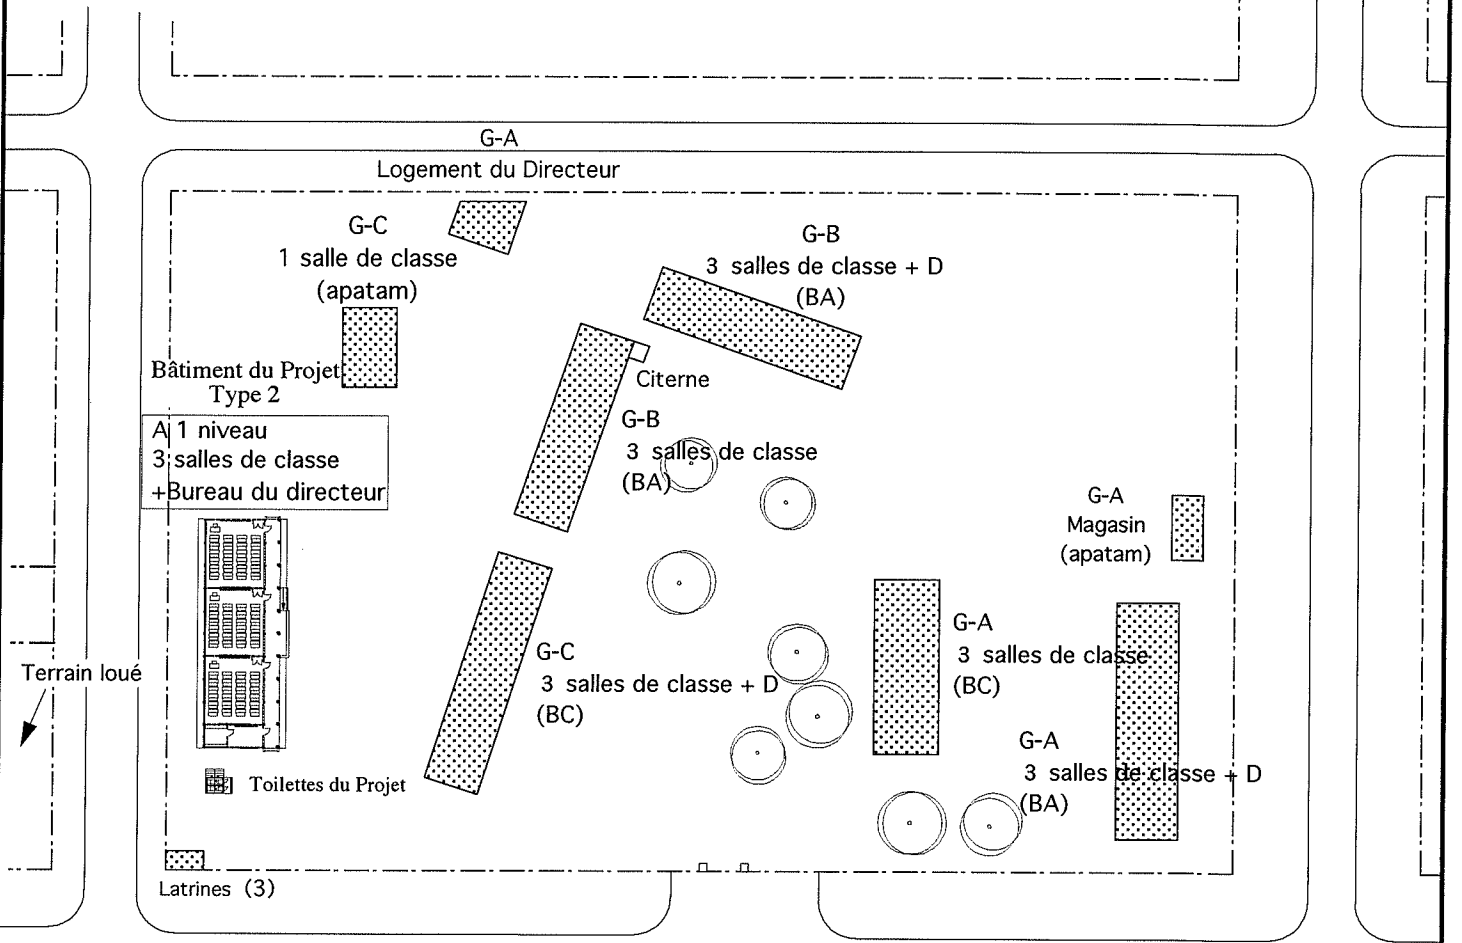 G-A
Logement du Directeur
G-C
1 salle de classe
(apatam)
G-B
3 salles de classe + D
(BA)
Bâtiment du Projet
Type 2
A 1 niveau
3 salles de classe
+Bureau du directeur
Citerne
G-B
3 salles de classe
(BA)
G-A
Magasin
(apatam)
G-C
3 salles de classe + D
(BC)
G-A
3 salles de classe
(BC)
Terrain loué
G-A
3 salles de classe + D
(BA)
Toilettes du Projet
Latrines (3)